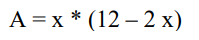 A = x * (12 – 2 x)